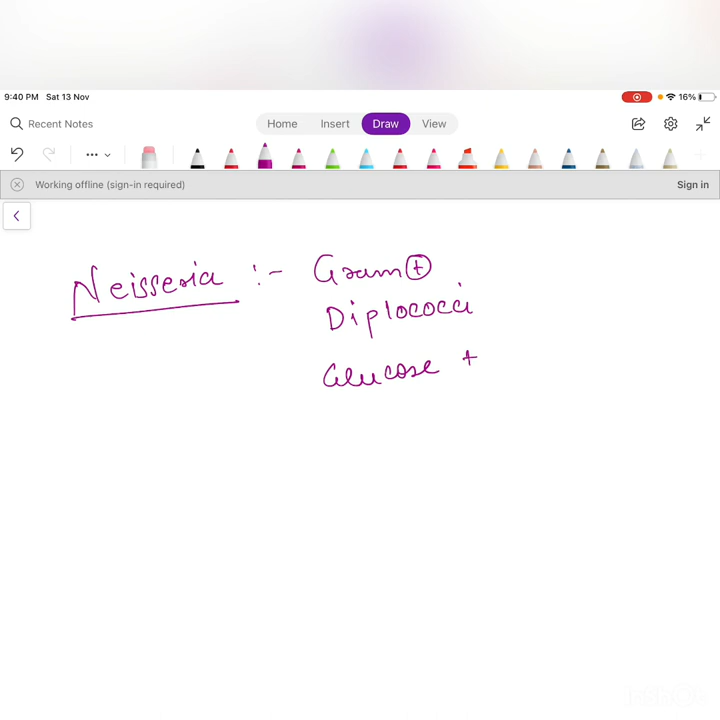 9:40 PM Sat 13 Nov 16%
Recent Notes Home Insert Draw View
Working offline (sign-in required) Sign in
Neisseria :- Gram ⊕
Diplococci
Glucose +